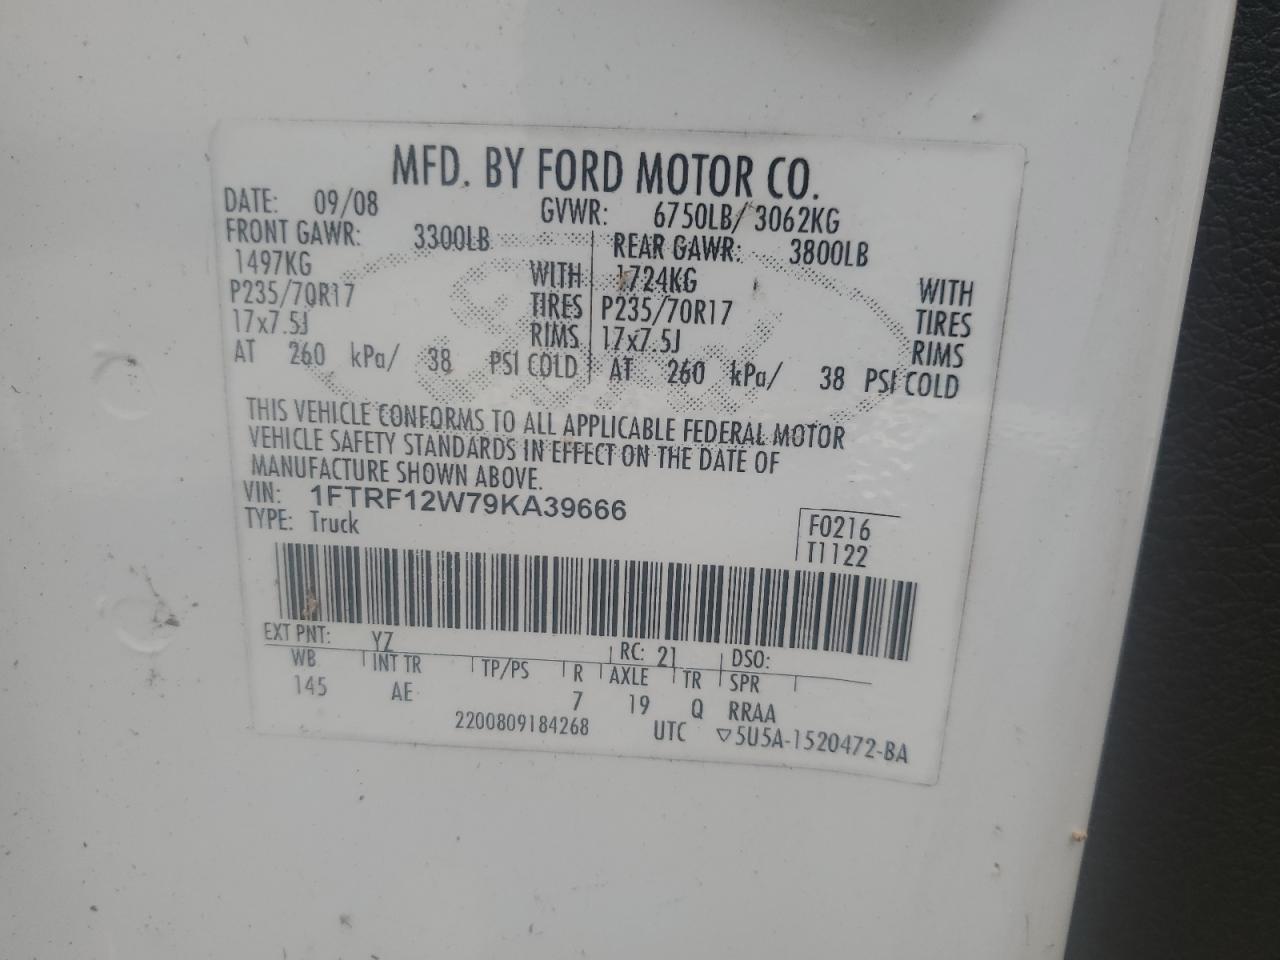 MFD. BY FORD MOTOR CO.
DATE: 09/08 GVWR: 6750LB/ 3062KG
FRONT GAWR: 3300LB REAR GAWR: 3800LB
1497KG WITH 1724KG WITH
P235/70R17 TIRES P235/70R17 TIRES
17x7.5J RIMS 17x7.5J RIMS
AT 260 kPa/ 38 PSI COLD AT 260 kPa/ 38 PSI COLD
THIS VEHICLE CONFORMS TO ALL APPLICABLE FEDERAL MOTOR
VEHICLE SAFETY STANDARDS IN EFFECT ON THE DATE OF
MANUFACTURE SHOWN ABOVE.
VIN: 1FTRF12W79KA39666
TYPE: Truck F0216
T1122
EXT PNT: YZ RC: 21 DSO:
WB INT TR TP/PS R AXLE TR SPR
145 AE 7 19 Q RRAA
2200809184268 UTC ▽5U5A-1520472-BA